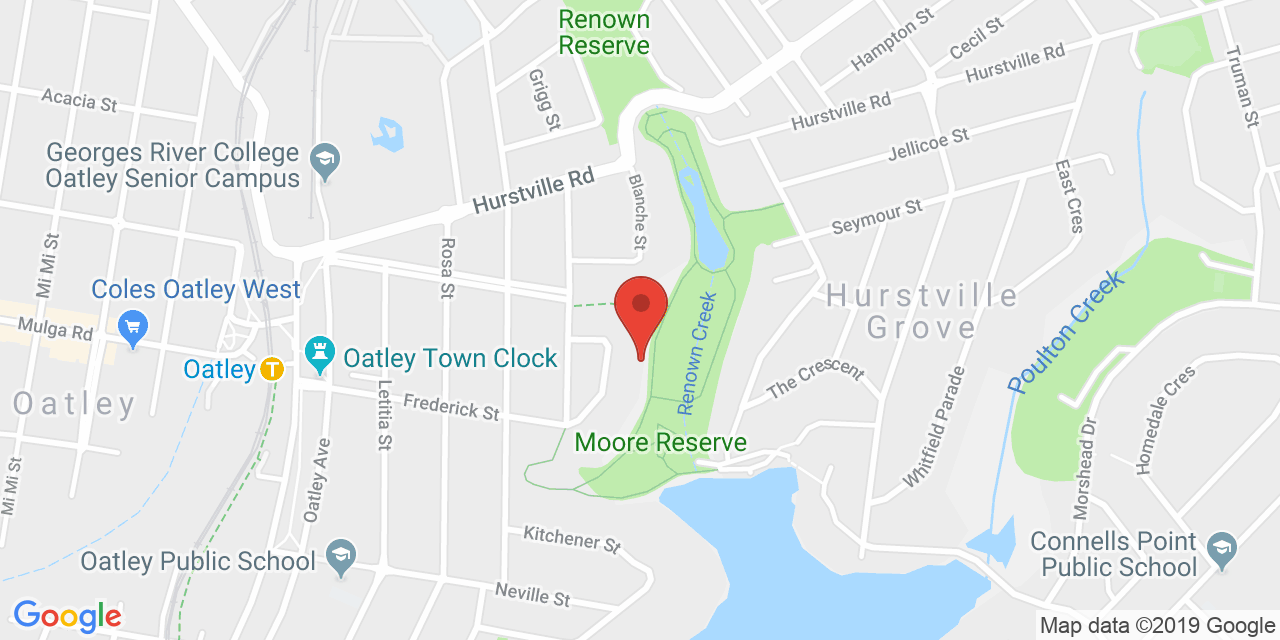 Renown
Reserve
Hampton St
Cecil St
Hurstville Rd
Truman St
Grigg St
Acacia St
Hurstville Rd
Jellicoe St
Georges River College
Oatley Senior Campus
Hurstville Rd
Blanche St
East Cres
Seymour St
Mi Mi St
Rosa St
Coles Oatley West
Hurstville
Grove
Poulton Creek
Mulga Rd
Renown Creek
Oatley
Oatley Town Clock
The Crescent
Oatley
Letitia St
Frederick St
Whitfield Parade
Homedale Cres
Moore Reserve
Morshead Dr
Mi Mi St
Oatley Ave
Kitchener St
Connells Point
Public School
Oatley Public School
Neville St
Google
Map data ©2019 Google